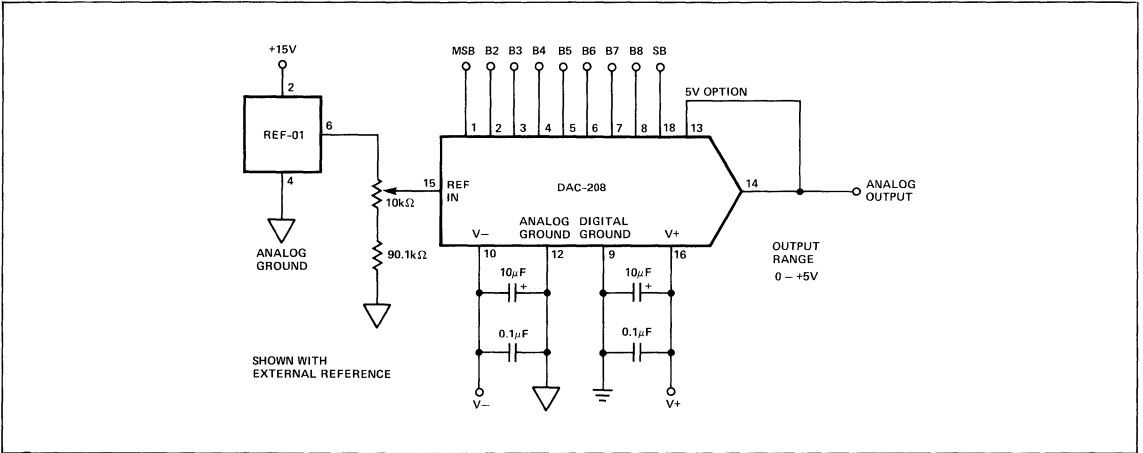 +15V
2
REF-01
6
4
ANALOG
GROUND
10kΩ
90.1kΩ
SHOWN WITH
EXTERNAL REFERENCE
MSB B2 B3 B4 B5 B6 B7 B8 SB
5V OPTION
1 2 3 4 5 6 7 8 18 13
15
REF
IN
DAC-208
14
ANALOG
OUTPUT
V–
ANALOG
GROUND
DIGITAL
GROUND
V+
10 12 9 16
10μF
+
10μF
+
0.1μF
0.1μF
V–
V+
OUTPUT
RANGE
0 – +5V